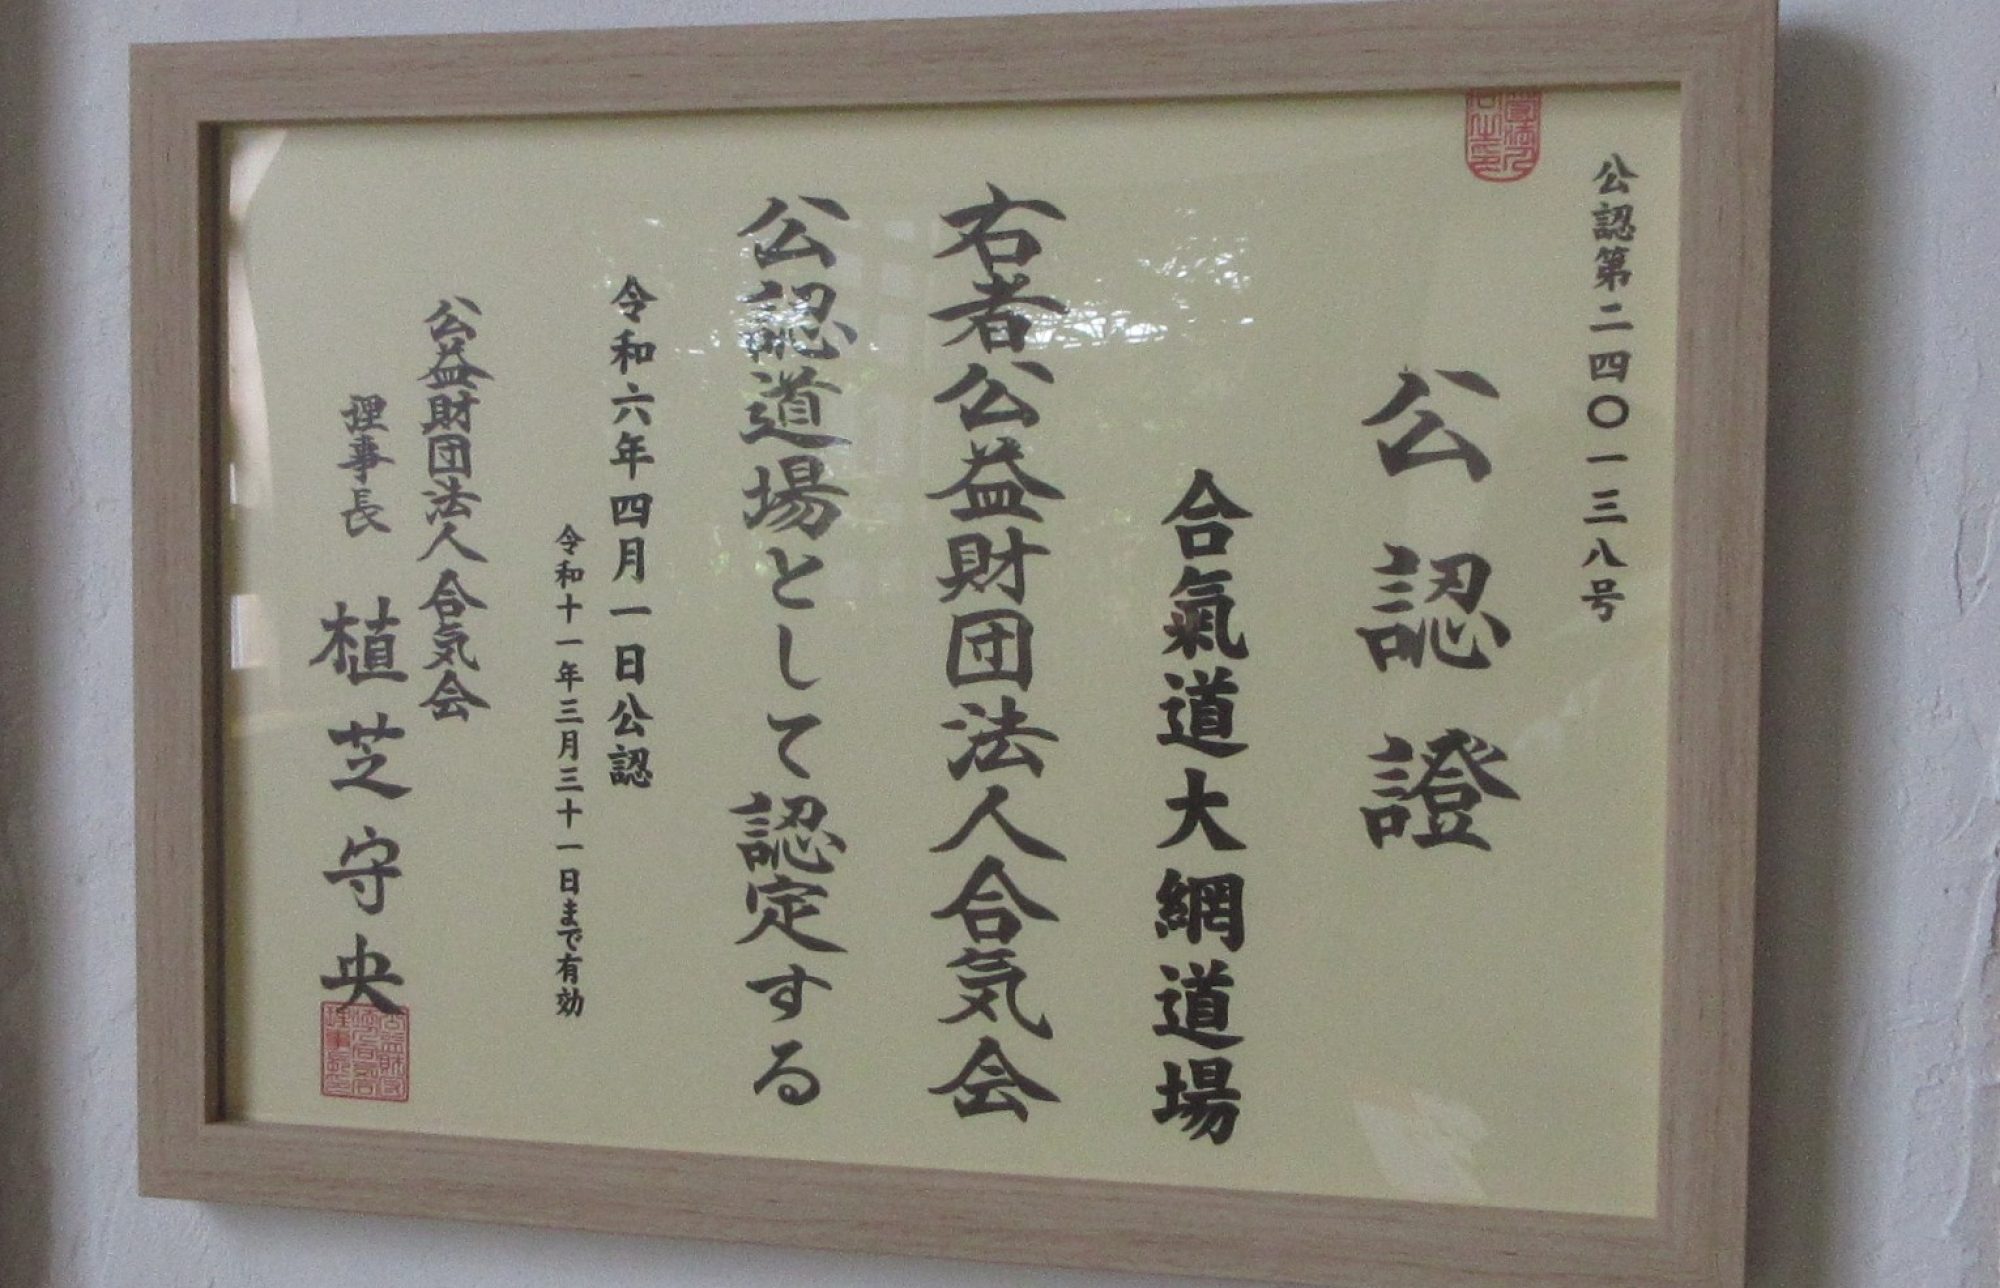 公認第二四〇一三八号
公認證
合氣道大網道場
右者公益財団法人合気会
公認道場として認定する
令和六年四月一日公認
令和十一年三月三十一日まで有効
公益財団法人合気会
理事長 植芝守央